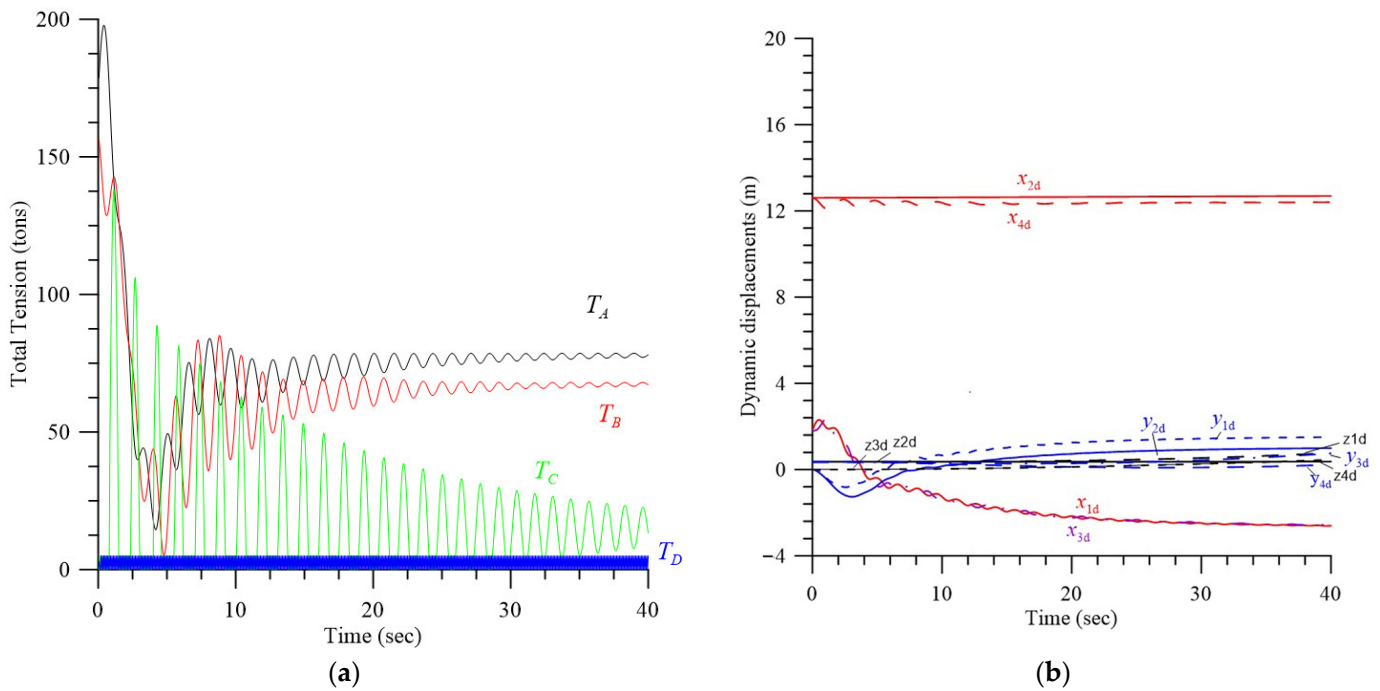 200
150
100
50
0
Total Tension (tons)
T_A
T_B
T_C
T_D
0 10 20 30 40
Time (sec)
(a)
20
16
12
8
4
0
−4
Dynamic displacements (m)
x_2d
x_4d
z3d z2d y_2d y_1d z1d
y_3d
z4d
y_4d
x_1d
x_3d
0 10 20 30 40
Time (sec)
(b)